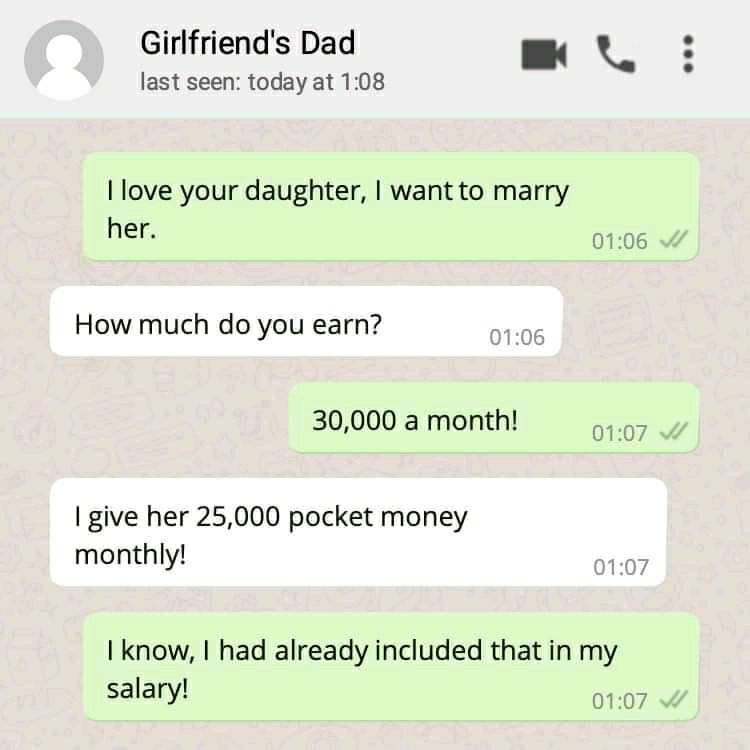 Girlfriend's Dad
last seen: today at 1:08
I love your daughter, I want to marry
her.
01:06
How much do you earn?
01:06
30,000 a month!
01:07
I give her 25,000 pocket money
monthly!
01:07
I know, I had already included that in my
salary!
01:07